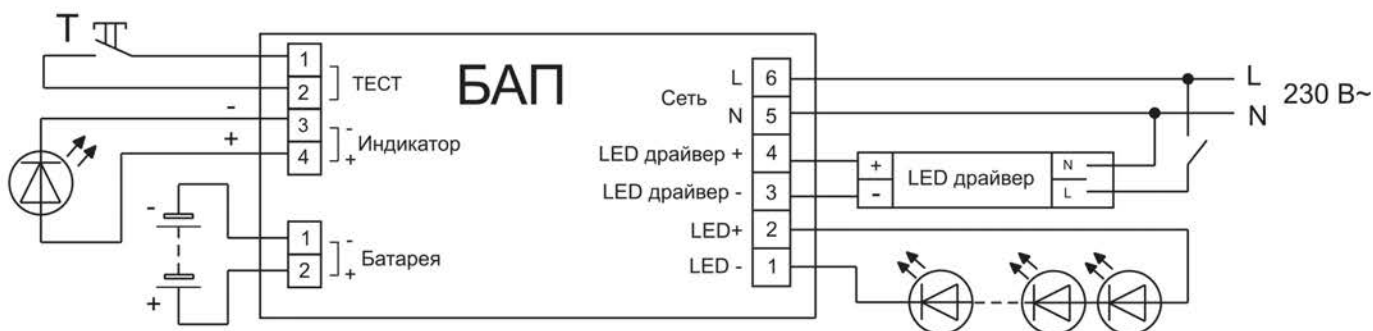 T
БАП
1
2
ТЕСТ
-
+
3
4
-
+
Индикатор
-
+
1
2
-
+
Батарея
Сеть
L 6
N 5
LED драйвер + 4
LED драйвер - 3
LED+ 2
LED - 1
+
-
LED драйвер
N
L
L
N
230 В~